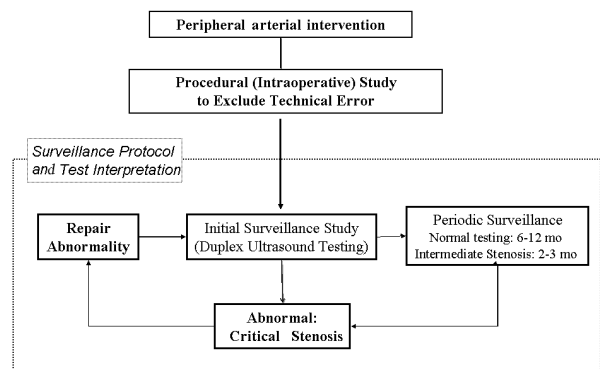 Peripheral arterial intervention
Procedural (Intraoperative) Study
to Exclude Technical Error
Surveillance Protocol
and Test Interpretation
Repair
Abnormality
Initial Surveillance Study
(Duplex Ultrasound Testing)
Periodic Surveillance
Normal testing: 6-12 mo
Intermediate Stenosis: 2-3 mo
Abnormal:
Critical Stenosis